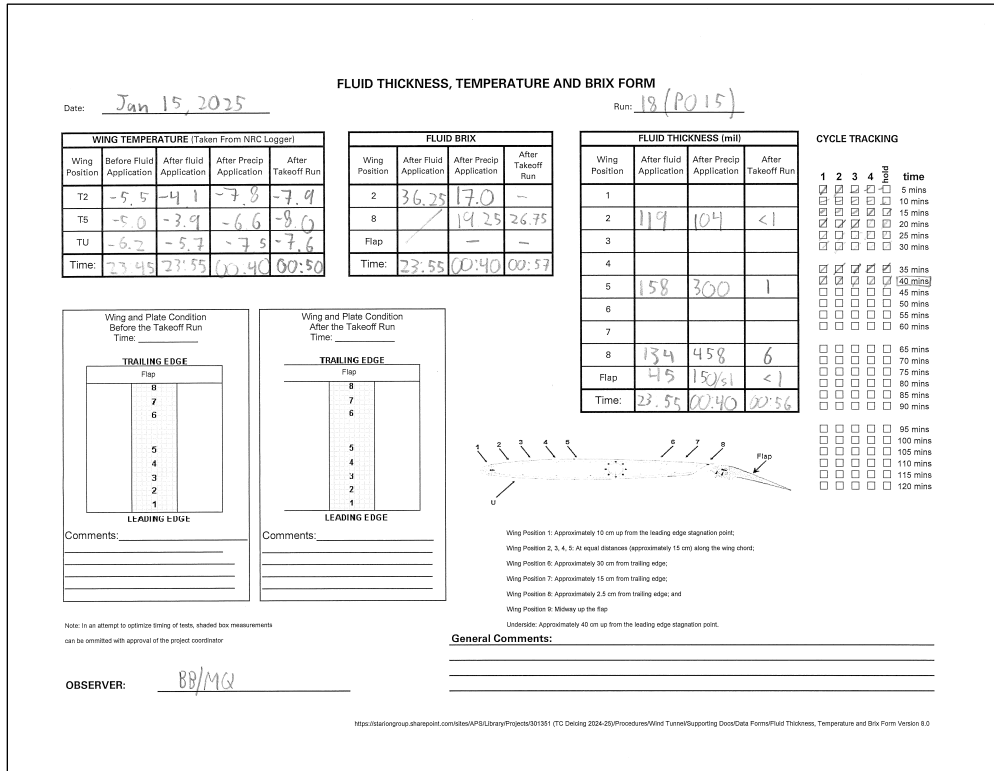 FLUID THICKNESS, TEMPERATURE AND BRIX FORM
Date: Jan 15, 2025 Run: 18 (PO15)
WING TEMPERATURE (Taken From NRC Logger)
Wing Position Before Fluid Application After fluid Application After Precip Application After Takeoff Run
T2 -5.5 -4.1 -7.8 -7.9
T5 -5.0 -3.9 -6.6 -8.0
TU -6.2 -5.7 -7.5 -7.6
Time: 23:45 23:55 00:40 00:50
FLUID BRIX
Wing Position After Fluid Application After Precip Application After Takeoff Run
2 36.25 17.0 -
8 / 19.25 26.75
Flap - -
Time: 23:55 00:40 00:57
FLUID THICKNESS (mil)
Wing Position After fluid Application After Precip Application After Takeoff Run
1
2 119 104 <1
3
4
5 158 300 1
6
7
8 134 458 6
Flap 45 150/sl <1
Time: 23:55 00:40 00:56
CYCLE TRACKING
1 2 3 4 hold time
5 mins
10 mins
15 mins
20 mins
25 mins
30 mins
35 mins
40 mins
45 mins
50 mins
55 mins
60 mins
65 mins
70 mins
75 mins
80 mins
85 mins
90 mins
95 mins
100 mins
105 mins
110 mins
115 mins
120 mins
Wing and Plate Condition
Before the Takeoff Run
Time:
TRAILING EDGE
Flap
8
7
6
5
4
3
2
1
LEADING EDGE
Comments:
Wing and Plate Condition
After the Takeoff Run
Time:
TRAILING EDGE
Flap
8
7
6
5
4
3
2
1
LEADING EDGE
Comments:
1 2 3 4 5 6 7 8 Flap
U
Wing Position 1: Approximately 10 cm up from the leading edge stagnation point;
Wing Position 2, 3, 4, 5: At equal distances (approximately 15 cm) along the wing chord;
Wing Position 6: Approximately 30 cm from trailing edge;
Wing Position 7: Approximately 15 cm from trailing edge;
Wing Position 8: Approximately 2.5 cm from trailing edge; and
Wing Position 9: Midway up the flap
Underside: Approximately 40 cm up from the leading edge stagnation point.
Note: In an attempt to optimize timing of tests, shaded box measurements
can be ommitted with approval of the project coordinator
General Comments:
OBSERVER: BB/MQ
https://stariongroup.sharepoint.com/sites/APS/Library/Projects/301351 (TC Deicing 2024-25)/Procedures/Wind Tunnel/Supporting Docs/Data Forms/Fluid Thickness, Temperature and Brix Form Version 8.0